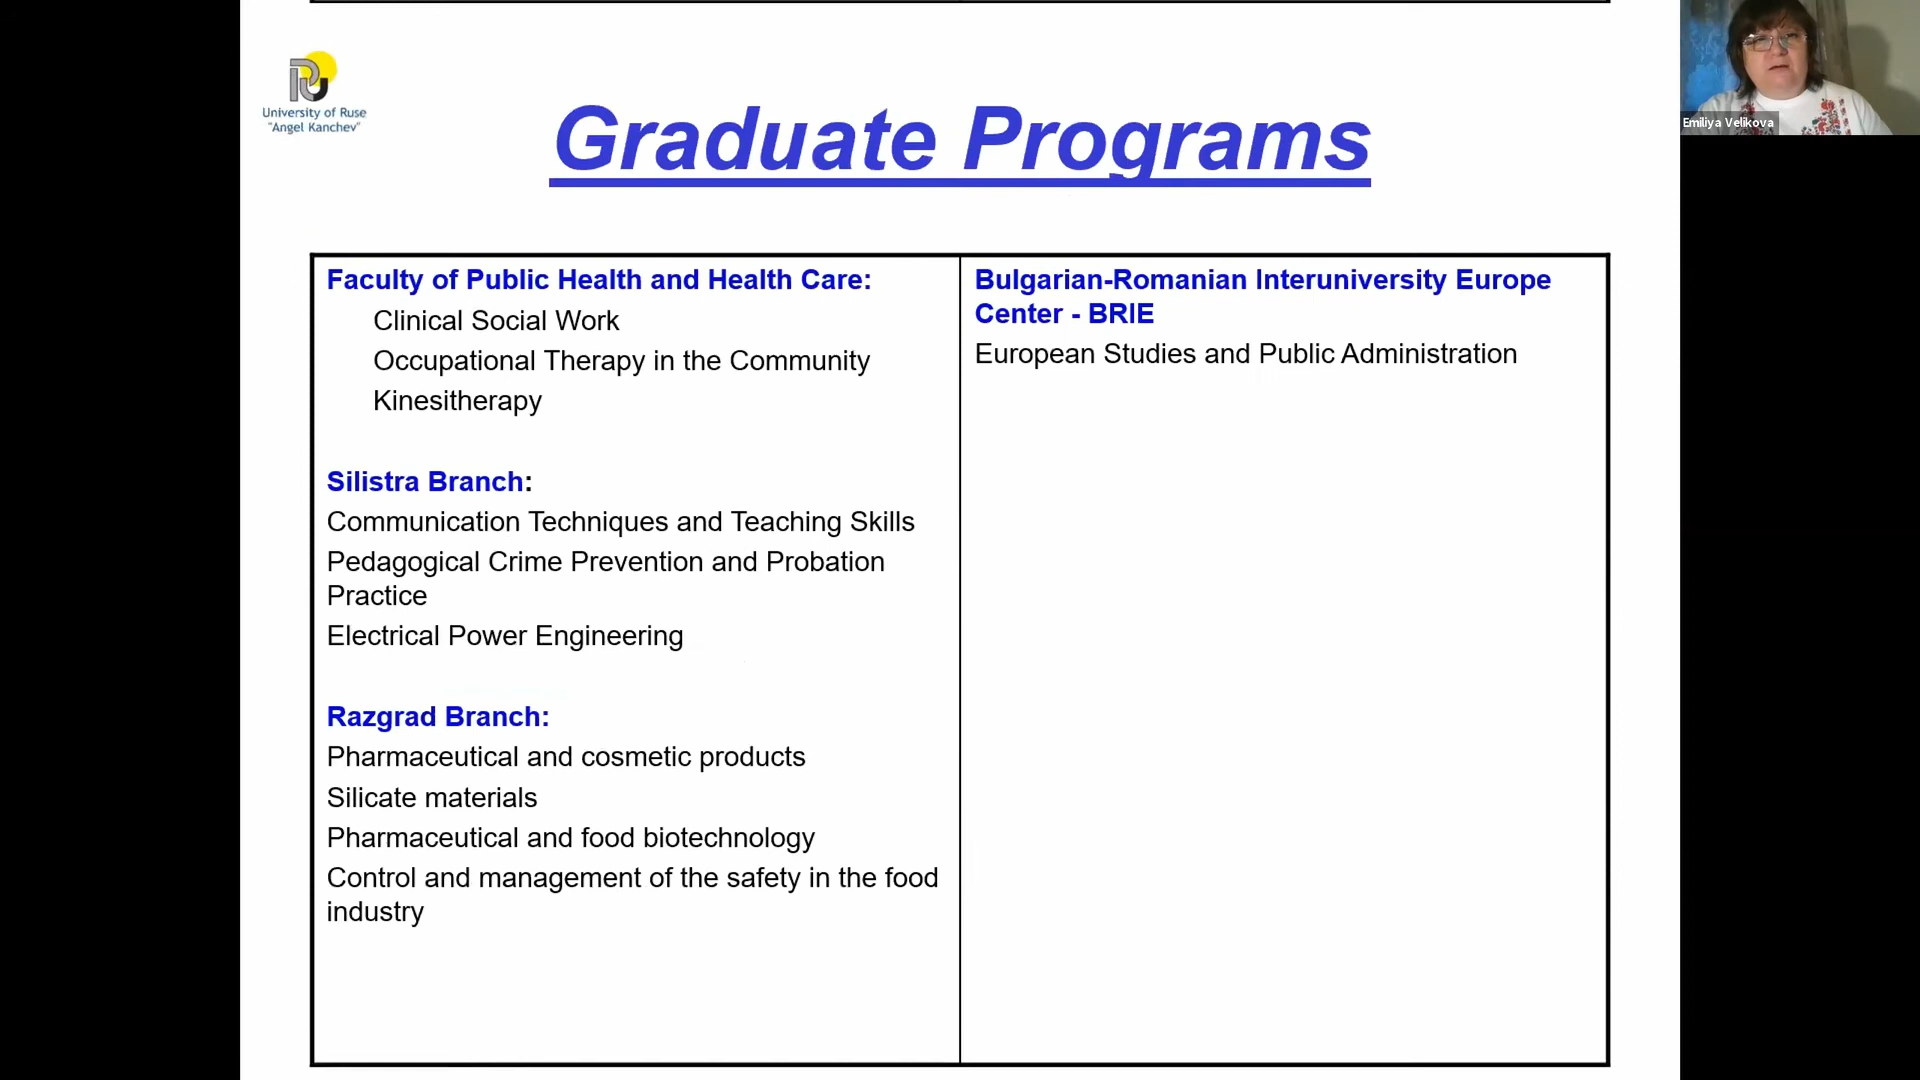 University of Ruse
"Angel Kanchev"
Graduate Programs
Emiliya Velikova
Faculty of Public Health and Health Care:
Clinical Social Work
Occupational Therapy in the Community
Kinesitherapy
Silistra Branch:
Communication Techniques and Teaching Skills
Pedagogical Crime Prevention and Probation
Practice
Electrical Power Engineering
Razgrad Branch:
Pharmaceutical and cosmetic products
Silicate materials
Pharmaceutical and food biotechnology
Control and management of the safety in the food
industry
Bulgarian-Romanian Interuniversity Europe
Center - BRIE
European Studies and Public Administration